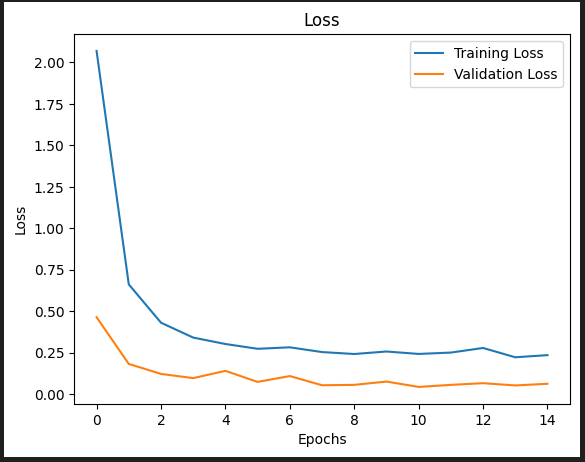 Loss
Training Loss
Validation Loss
2.00
1.75
1.50
1.25
1.00
0.75
0.50
0.25
0.00
Loss
0 2 4 6 8 10 12 14
Epochs